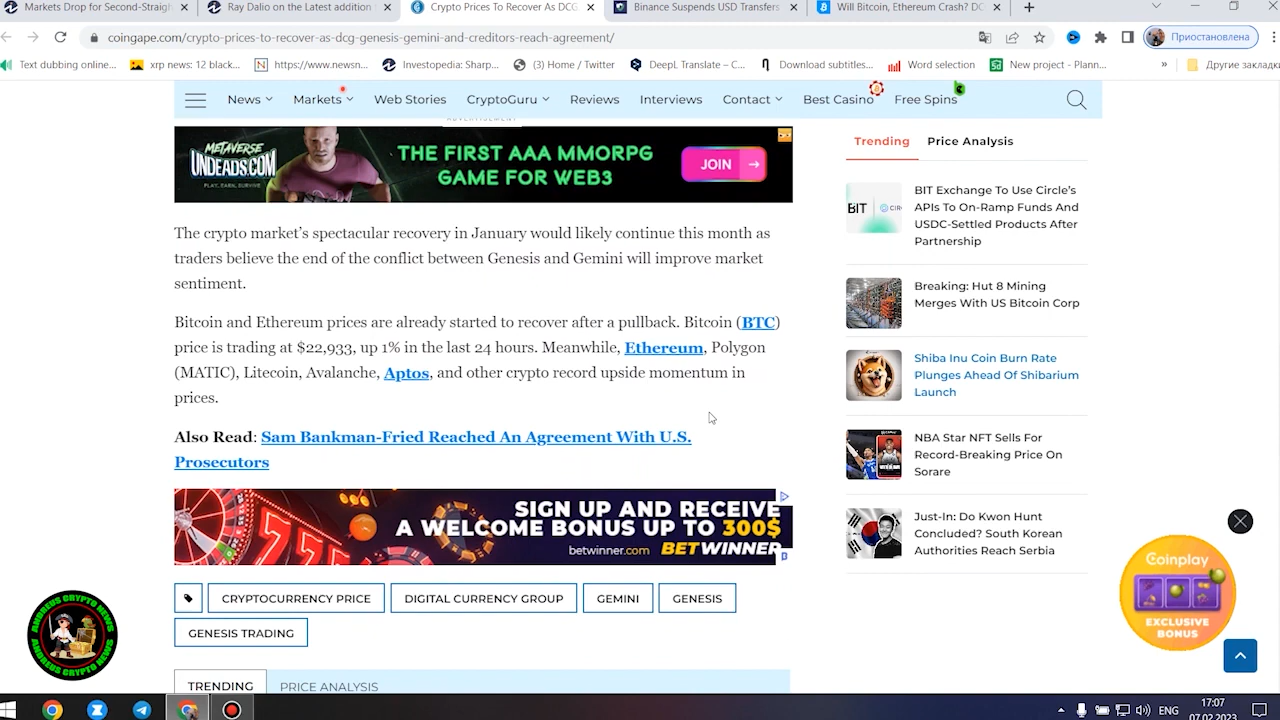 Markets Drop for Second-Straigh
Ray Dalio on the Latest addition
Crypto Prices To Recover As DCG,
Binance Suspends USD Transfers
Will Bitcoin, Ethereum Crash? DC
coingape.com/crypto-prices-to-recover-as-dcg-genesis-gemini-and-creditors-reach-agreement/
Приостановлена
Text dubbing online...
xrp news: 12 black...
https://www.newsn...
Investopedia: Sharp...
(3) Home / Twitter
DeepL Translate – C...
Download subtitles...
Word selection
New project - Plann...
»
Другие закладки
News
Markets
Web Stories
CryptoGuru
Reviews
Interviews
Contact
Best Casino
Free Spins
ADVERTISEMENT
METAVERSE
UNDEADS.COM
PLAY. EARN. SURVIVE.
THE FIRST AAA MMORPG
GAME FOR WEB3
JOIN →
The crypto market's spectacular recovery in January would likely continue this month as
traders believe the end of the conflict between Genesis and Gemini will improve market
sentiment.
Bitcoin and Ethereum prices are already started to recover after a pullback. Bitcoin (BTC)
price is trading at $22,933, up 1% in the last 24 hours. Meanwhile, Ethereum, Polygon
(MATIC), Litecoin, Avalanche, Aptos, and other crypto record upside momentum in
prices.
Also Read: Sam Bankman-Fried Reached An Agreement With U.S.
Prosecutors
SIGN UP AND RECEIVE
A WELCOME BONUS UP TO 300$
betwinner.com BETWINNER
CRYPTOCURRENCY PRICE
DIGITAL CURRENCY GROUP
GEMINI
GENESIS
GENESIS TRADING
TRENDING
PRICE ANALYSIS
Trending
Price Analysis
BIT
CIR
BIT Exchange To Use Circle's
APIs To On-Ramp Funds And
USDC-Settled Products After
Partnership
Breaking: Hut 8 Mining
Merges With US Bitcoin Corp
Shiba Inu Coin Burn Rate
Plunges Ahead Of Shibarium
Launch
NBA Star NFT Sells For
Record-Breaking Price On
Sorare
Just-In: Do Kwon Hunt
Concluded? South Korean
Authorities Reach Serbia
Coinplay
EXCLUSIVE
BONUS
ANDREUS CRYPTO NEWS
ANDREUS CRYPTO NEWS
ENG
17:07
07.02.2023